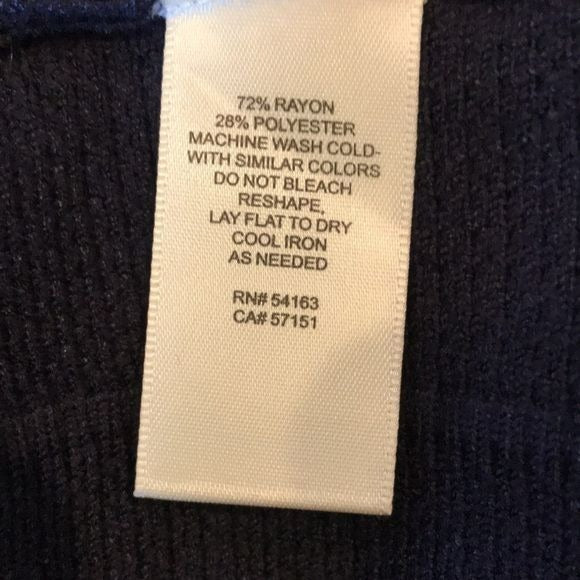 72% RAYON
28% POLYESTER
MACHINE WASH COLD-
WITH SIMILAR COLORS
DO NOT BLEACH
RESHAPE,
LAY FLAT TO DRY
COOL IRON
AS NEEDED
RN# 54163
CA# 57151